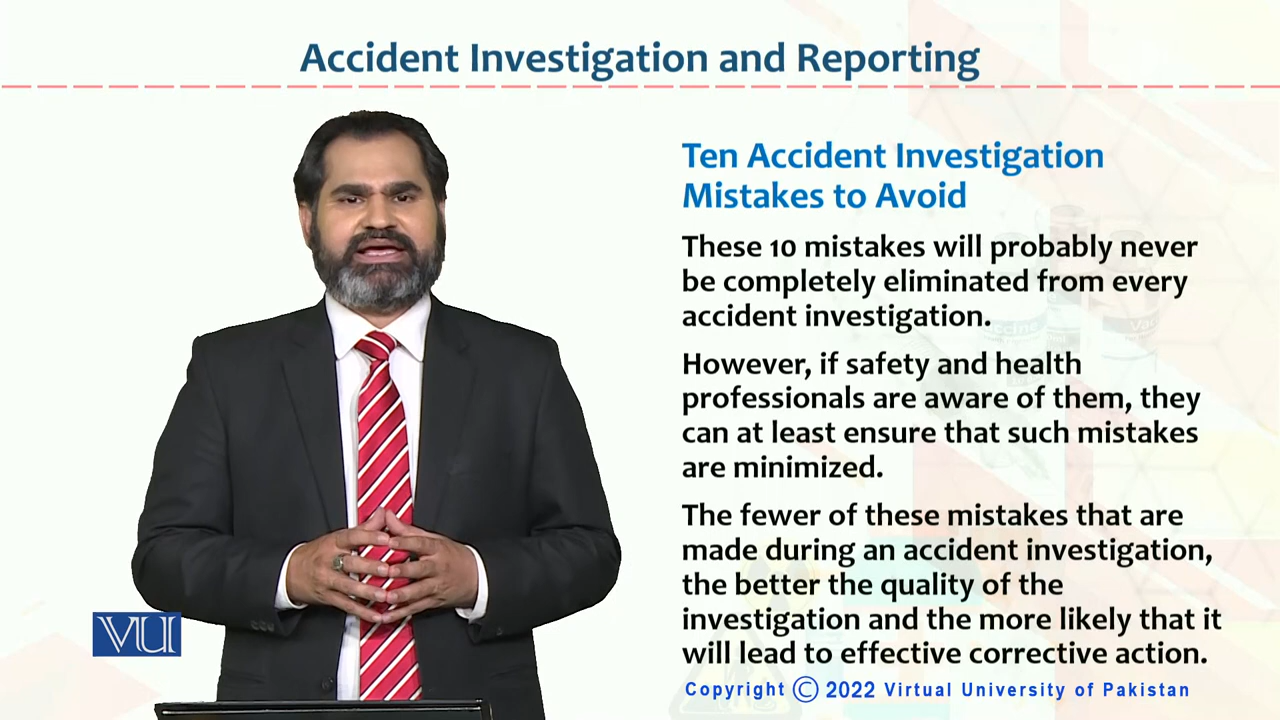 Accident Investigation and Reporting
Ten Accident Investigation
Mistakes to Avoid
These 10 mistakes will probably never
be completely eliminated from every
accident investigation.
However, if safety and health
professionals are aware of them, they
can at least ensure that such mistakes
are minimized.
The fewer of these mistakes that are
made during an accident investigation,
the better the quality of the
investigation and the more likely that it
will lead to effective corrective action.
VU
Copyright © 2022 Virtual University of Pakistan